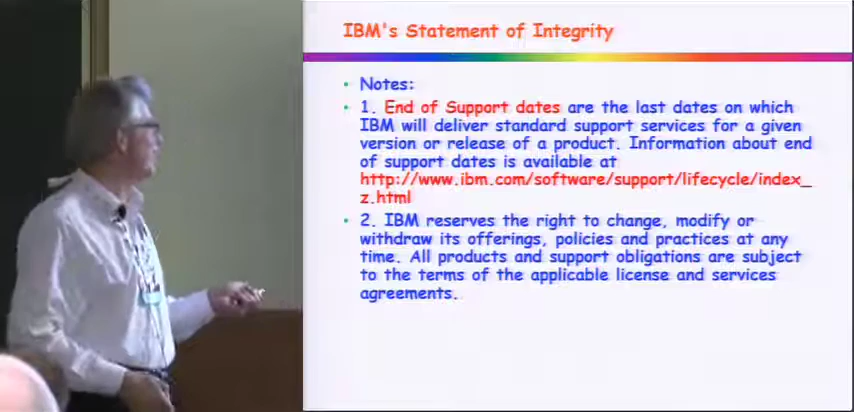 IBM's Statement of Integrity
• Notes:
• 1. End of Support dates are the last dates on which
IBM will deliver standard support services for a given
version or release of a product. Information about end
of support dates is available at
http://www.ibm.com/software/support/lifecycle/index_
z.html
• 2. IBM reserves the right to change, modify or
withdraw its offerings, policies and practices at any
time. All products and support obligations are subject
to the terms of the applicable license and services
agreements.